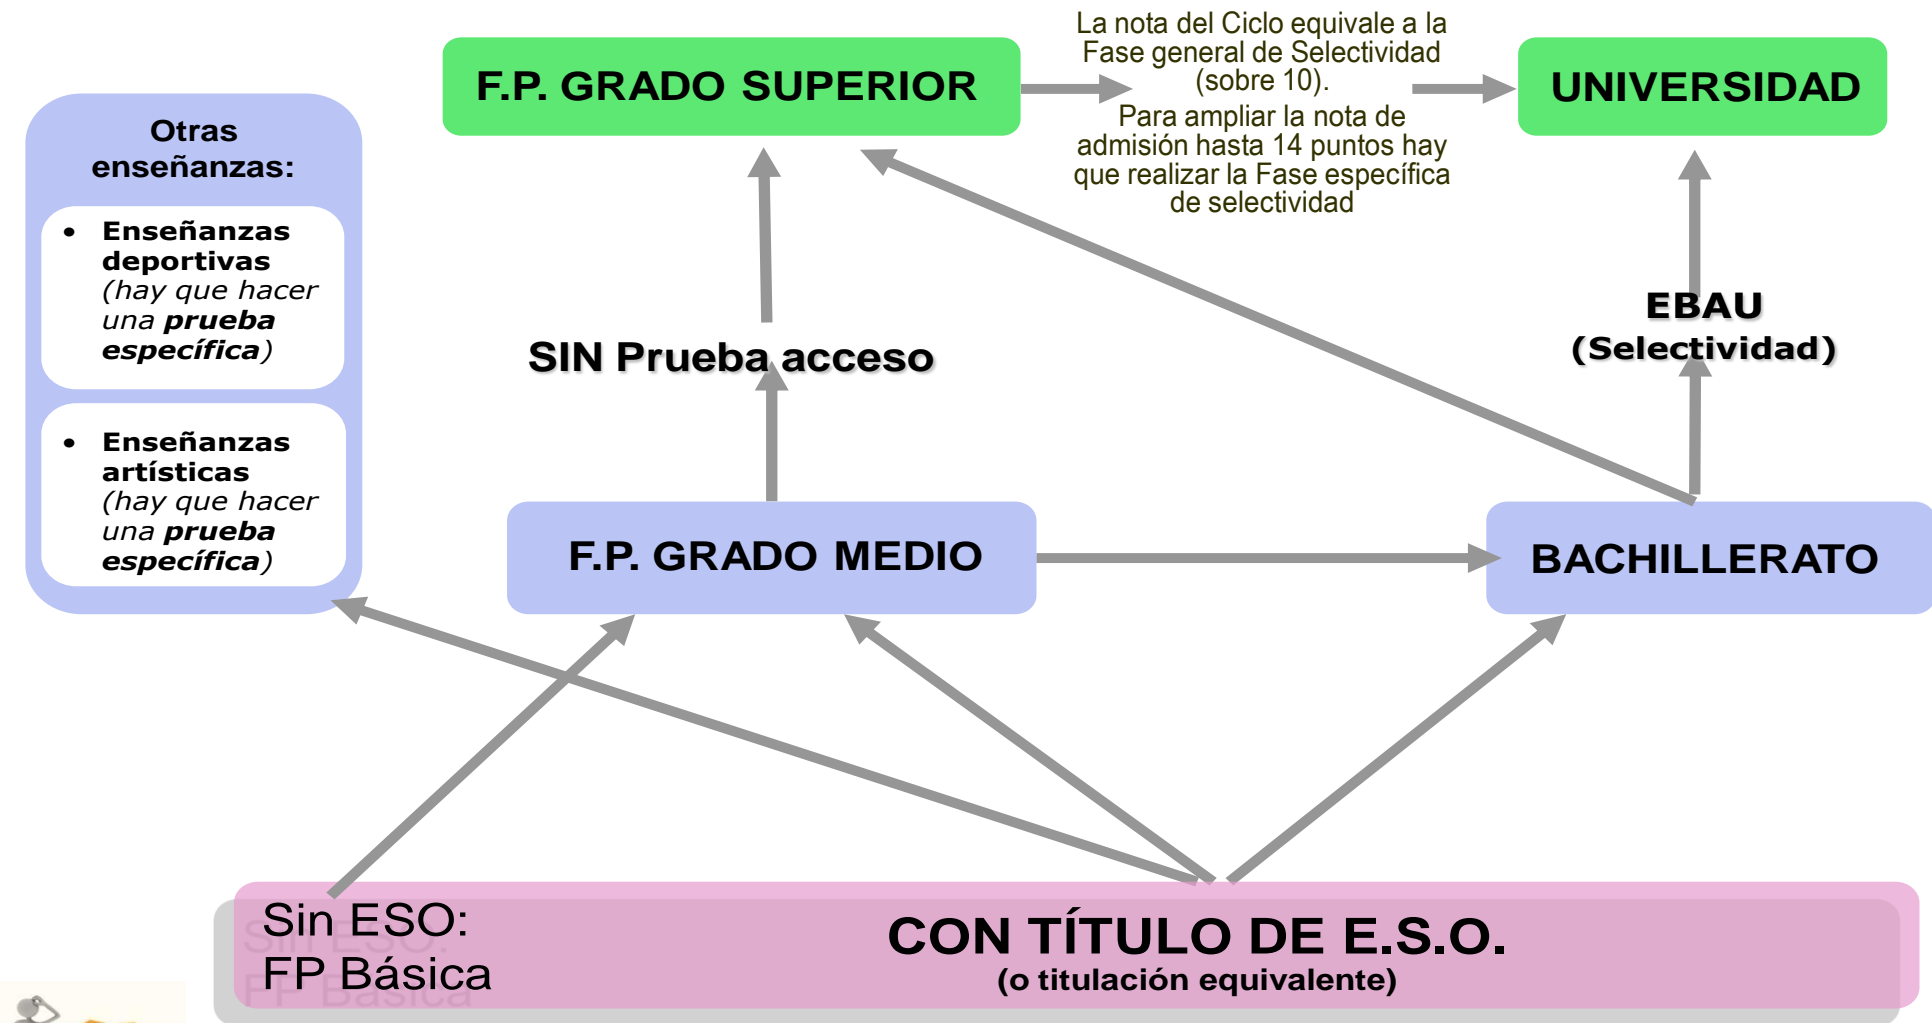 La nota del Ciclo equivale a la
Fase general de Selectividad
(sobre 10).
Para ampliar la nota de
admisión hasta 14 puntos hay
que realizar la Fase específica
de selectividad
F.P. GRADO SUPERIOR
UNIVERSIDAD
Otras
enseñanzas:
• Enseñanzas
deportivas
(hay que hacer
una prueba
específica)
• Enseñanzas
artísticas
(hay que hacer
una prueba
específica)
SIN Prueba acceso
EBAU
(Selectividad)
F.P. GRADO MEDIO
BACHILLERATO
Sin ESO:
FP Básica
CON TÍTULO DE E.S.O.
(o titulación equivalente)